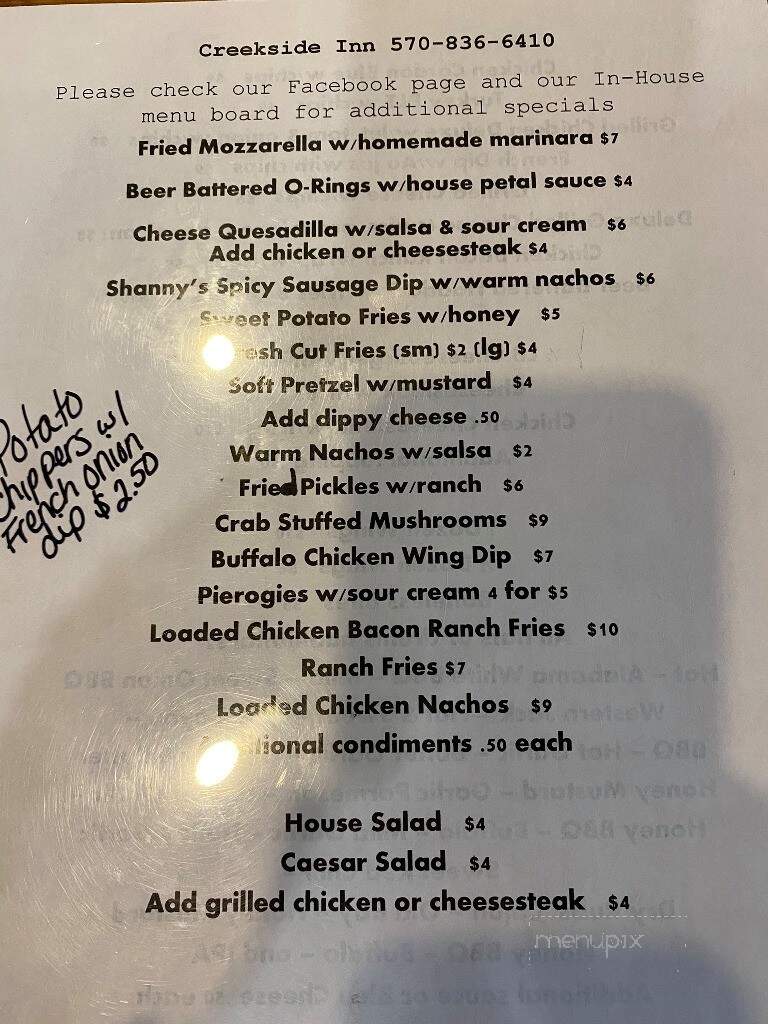 Creekside Inn 570-836-6410
Please check our Facebook page and our In-House
menu board for additional specials
Fried Mozzarella w/homemade marinara $7
Beer Battered O-Rings w/house petal sauce $4
Cheese Quesadilla w/salsa & sour cream $6
Add chicken or cheesesteak $4
Shanny's Spicy Sausage Dip w/warm nachos $6
Sweet Potato Fries w/honey $5
Fresh Cut Fries (sm) $2 (lg) $4
Soft Pretzel w/mustard $4
Add dippy cheese .50
Warm Nachos w/salsa $2
Fried Pickles w/ranch $6
Crab Stuffed Mushrooms $9
Buffalo Chicken Wing Dip $7
Pierogies w/sour cream 4 for $5
Loaded Chicken Bacon Ranch Fries $10
Ranch Fries $7
Loaded Chicken Nachos $9
Additional condiments .50 each
House Salad $4
Caesar Salad $4
Add grilled chicken or cheesesteak $4
Potato
Chippers w/
French onion
dip $2.50
menupix